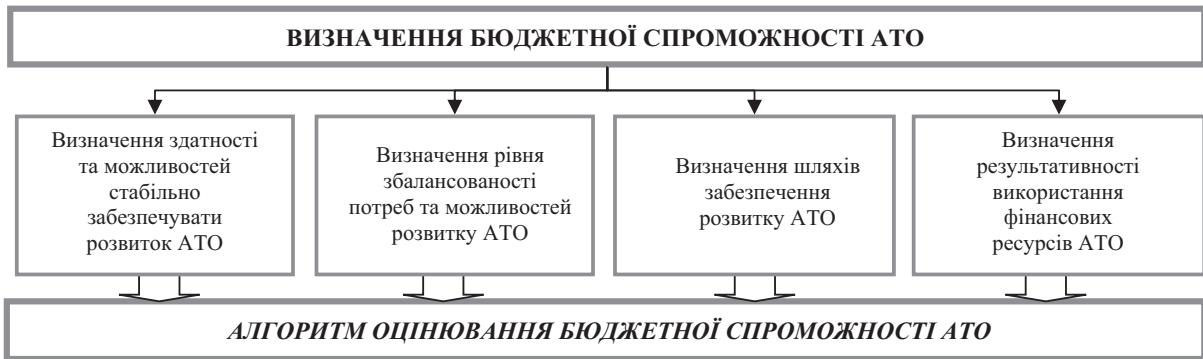 ВИЗНАЧЕННЯ БЮДЖЕТНОЇ СПРОМОЖНОСТІ АТО
Визначення здатності
та можливостей
стабільно
забезпечувати
розвиток АТО
Визначення рівня
збалансованості
потреб та можливостей
розвитку АТО
Визначення шляхів
забезпечення
розвитку АТО
Визначення
результативності
використання
фінансових
ресурсів АТО
АЛГОРИТМ ОЦІНЮВАННЯ БЮДЖЕТНОЇ СПРОМОЖНОСТІ АТО